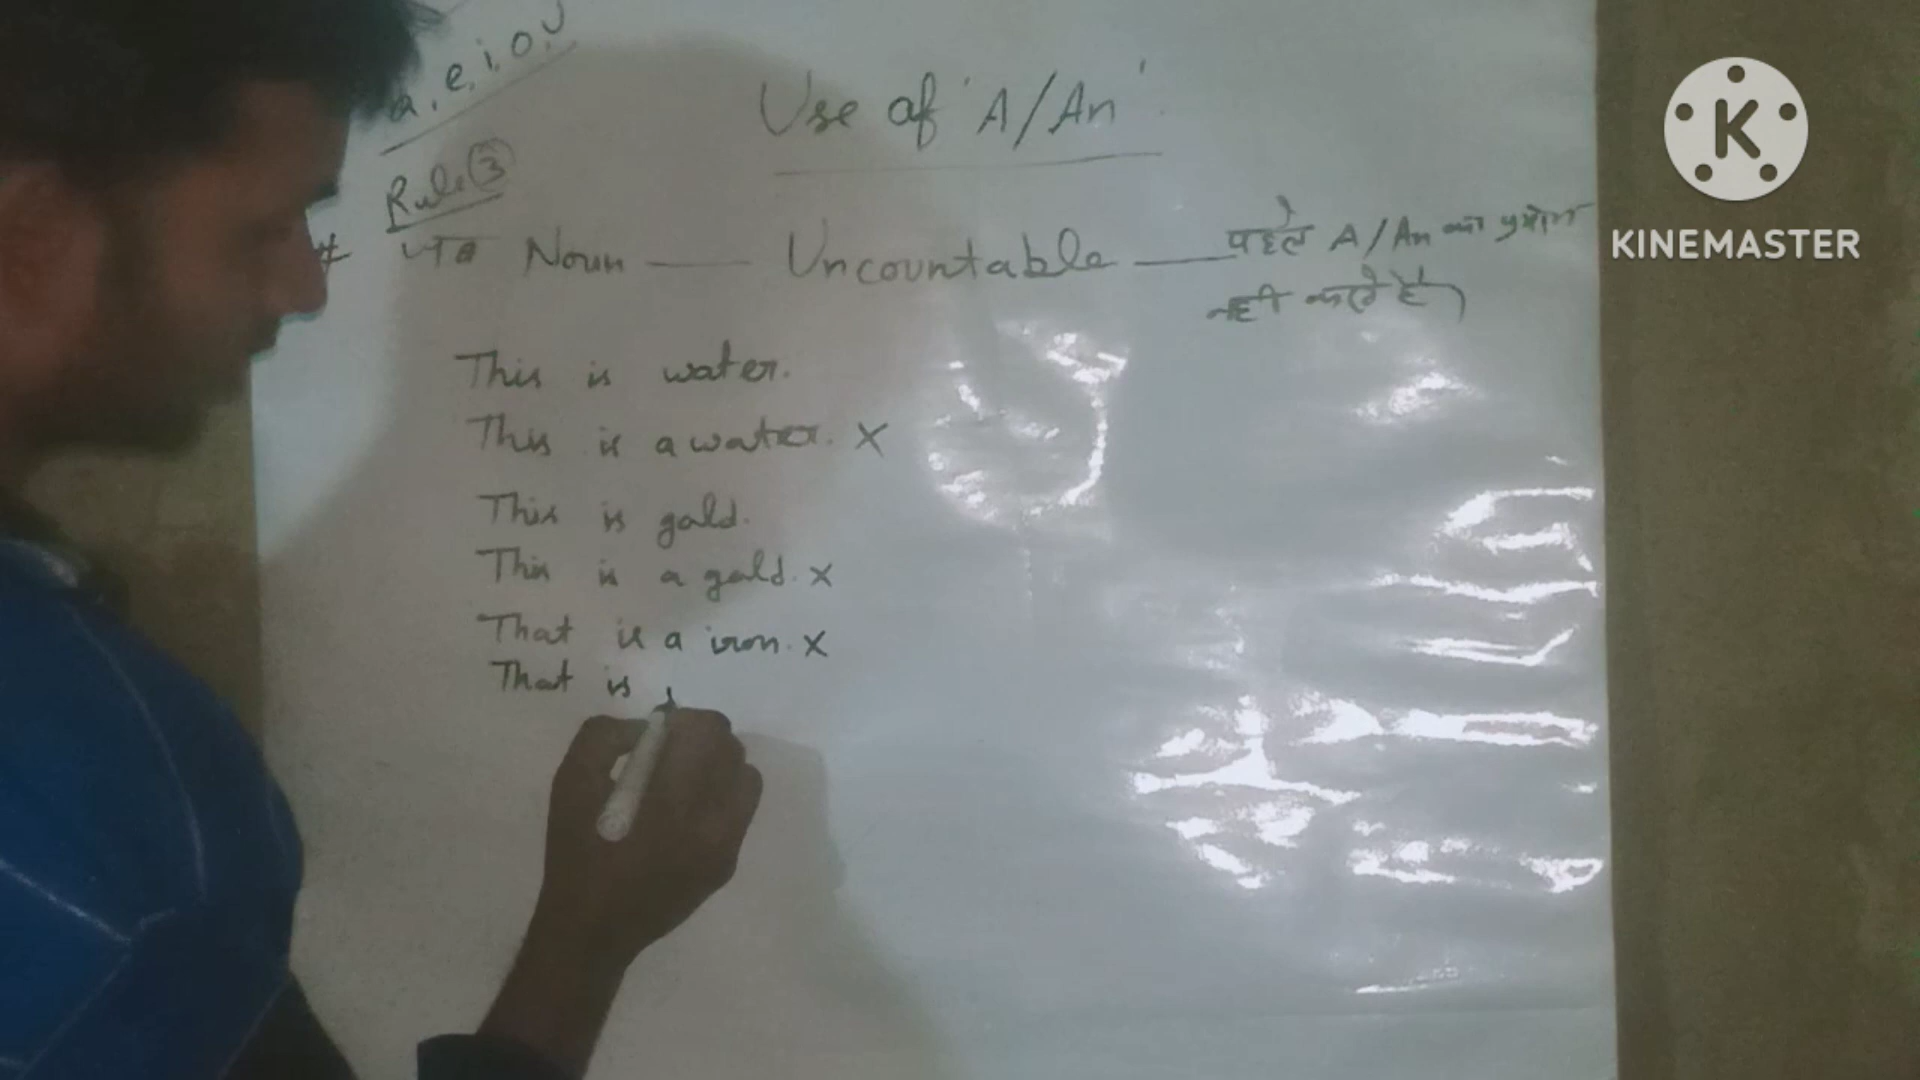 a, e, i, o, u
Use of 'A/An'.
Rule 3
# जब Noun — Uncountable — पहले A/An का प्रयोग
नहीं करते हैं।
This is water.
This is a water. X
This is gold.
This is a gold. X
That is a iron. X
That is
K
KINEMASTER